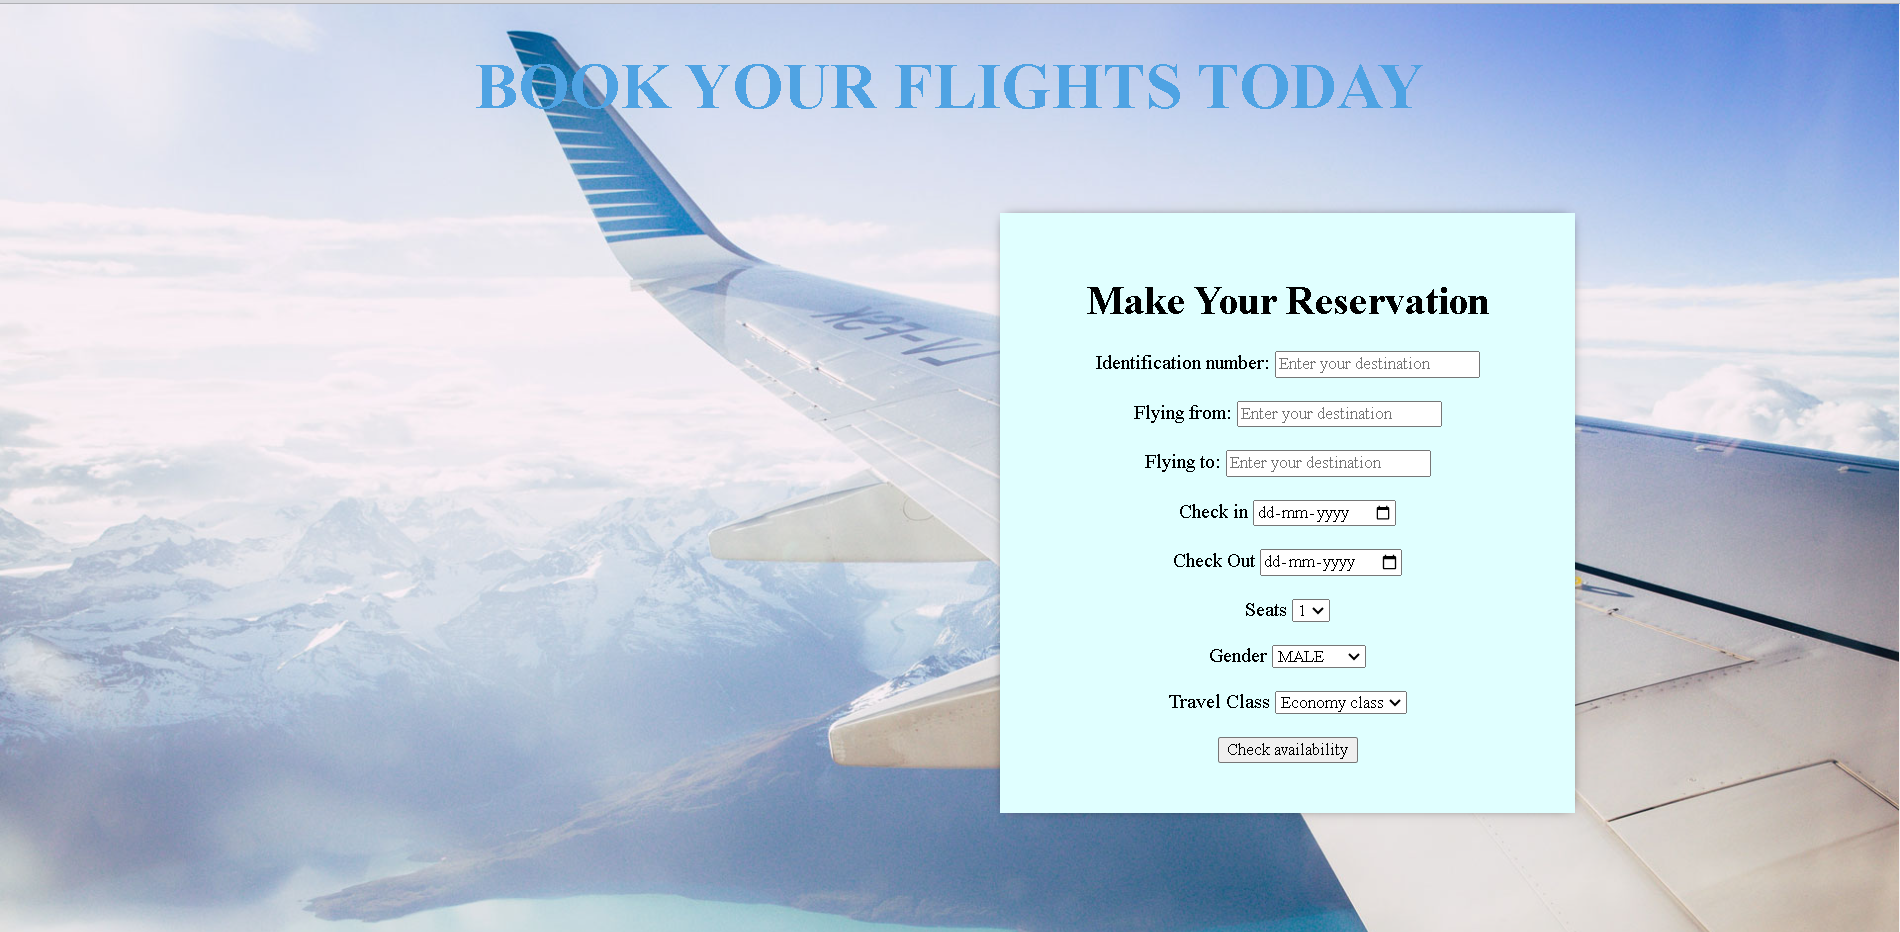 BOOK YOUR FLIGHTS TODAY
Make Your Reservation
Identification number: Enter your destination
Flying from: Enter your destination
Flying to: Enter your destination
Check in dd-mm-yyyy
Check Out dd-mm-yyyy
Seats 1
Gender MALE
Travel Class Economy class
Check availability